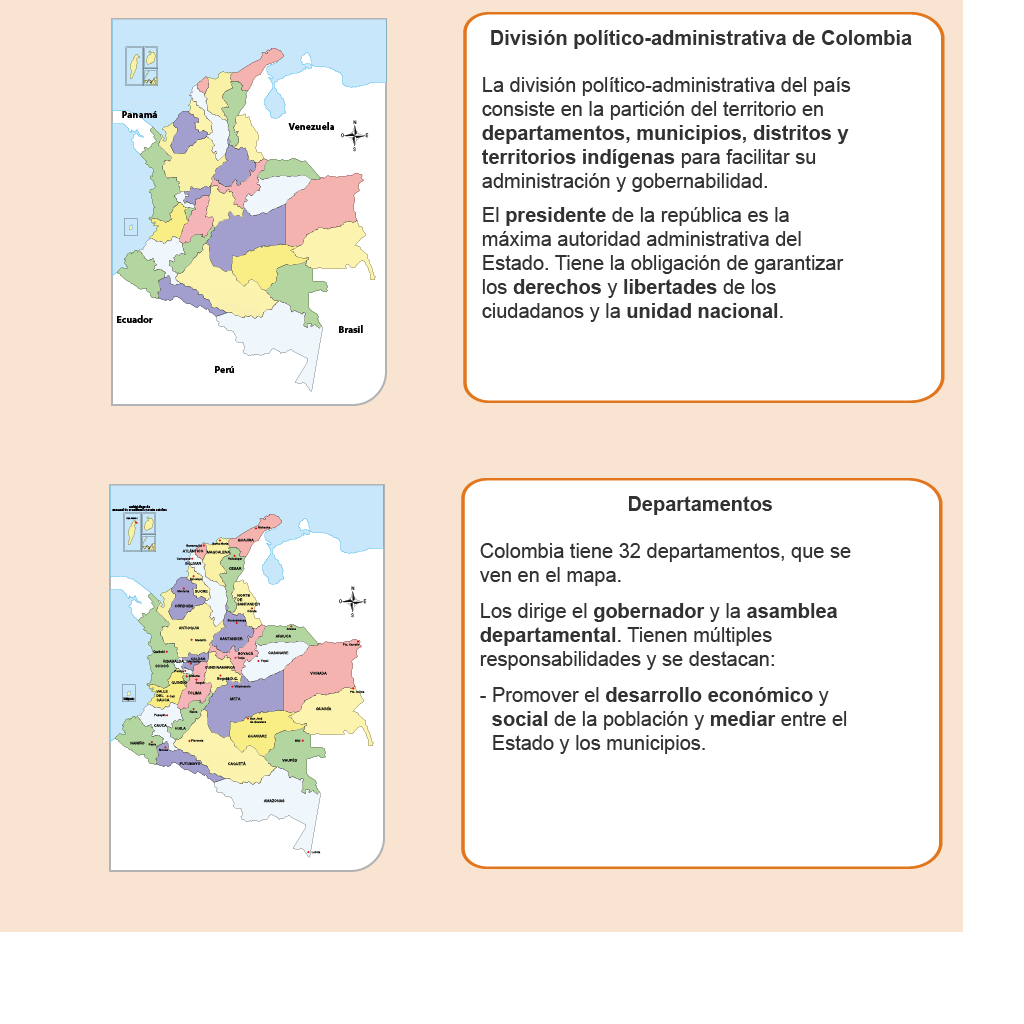 Panamá
Venezuela
N
O
E
S
Ecuador
Brasil
Perú
División político-administrativa de Colombia
La división político-administrativa del país
consiste en la partición del territorio en
departamentos, municipios, distritos y
territorios indígenas para facilitar su
administración y gobernabilidad.
El presidente de la república es la
máxima autoridad administrativa del
Estado. Tiene la obligación de garantizar
los derechos y libertades de los
ciudadanos y la unidad nacional.
GUAJIRA
ATLÁNTICO
MAGDALENA
BOLÍVAR
CESAR
SUCRE
NORTE
DE
SANTANDER
CÓRDOBA
ANTIOQUIA
SANTANDER
ARAUCA
BOYACÁ
CASANARE
CHOCÓ
RISARALDA
CALDAS
CUNDINAMARCA
VICHADA
QUINDÍO
VALLE
DEL
CAUCA
TOLIMA
META
GUAINÍA
CAUCA
HUILA
GUAVIARE
NARIÑO
PUTUMAYO
CAQUETÁ
VAUPÉS
AMAZONAS
N
O
E
S
Departamentos
Colombia tiene 32 departamentos, que se
ven en el mapa.
Los dirige el gobernador y la asamblea
departamental. Tienen múltiples
responsabilidades y se destacan:
- Promover el desarrollo económico y
social de la población y mediar entre el
Estado y los municipios.